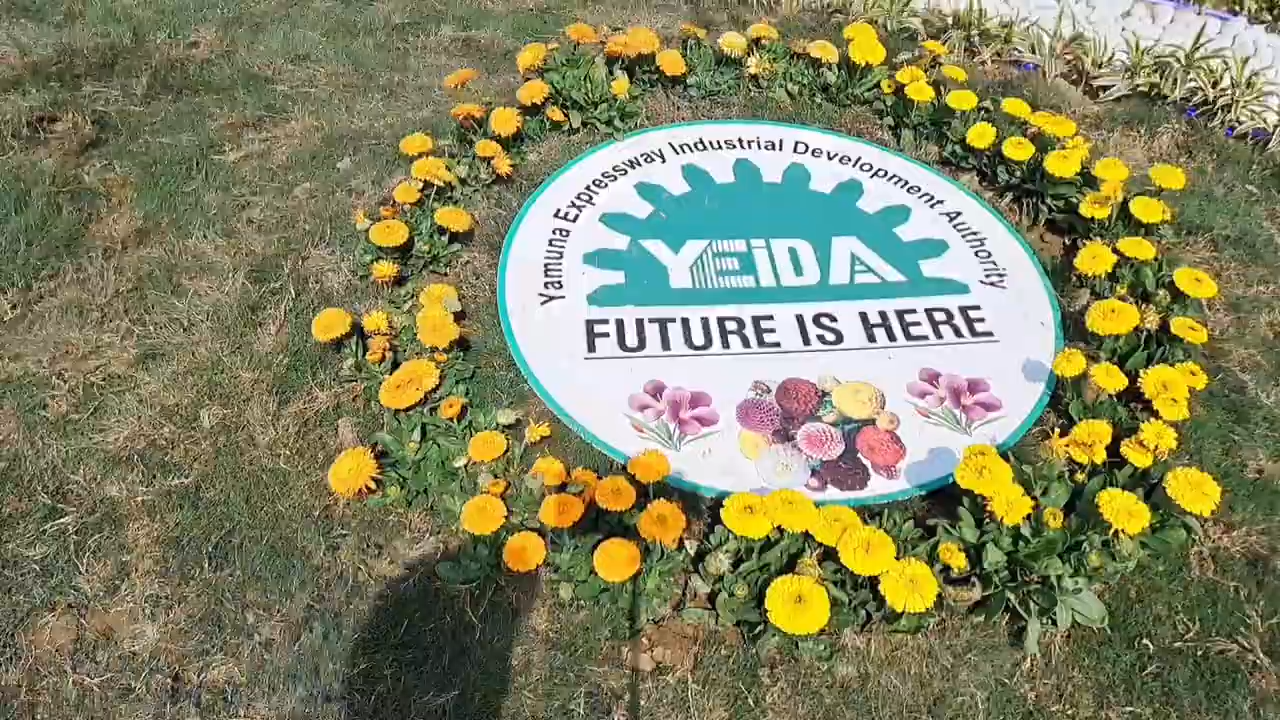 Yamuna Expressway Industrial Development Authority
YEiDA
FUTURE IS HERE